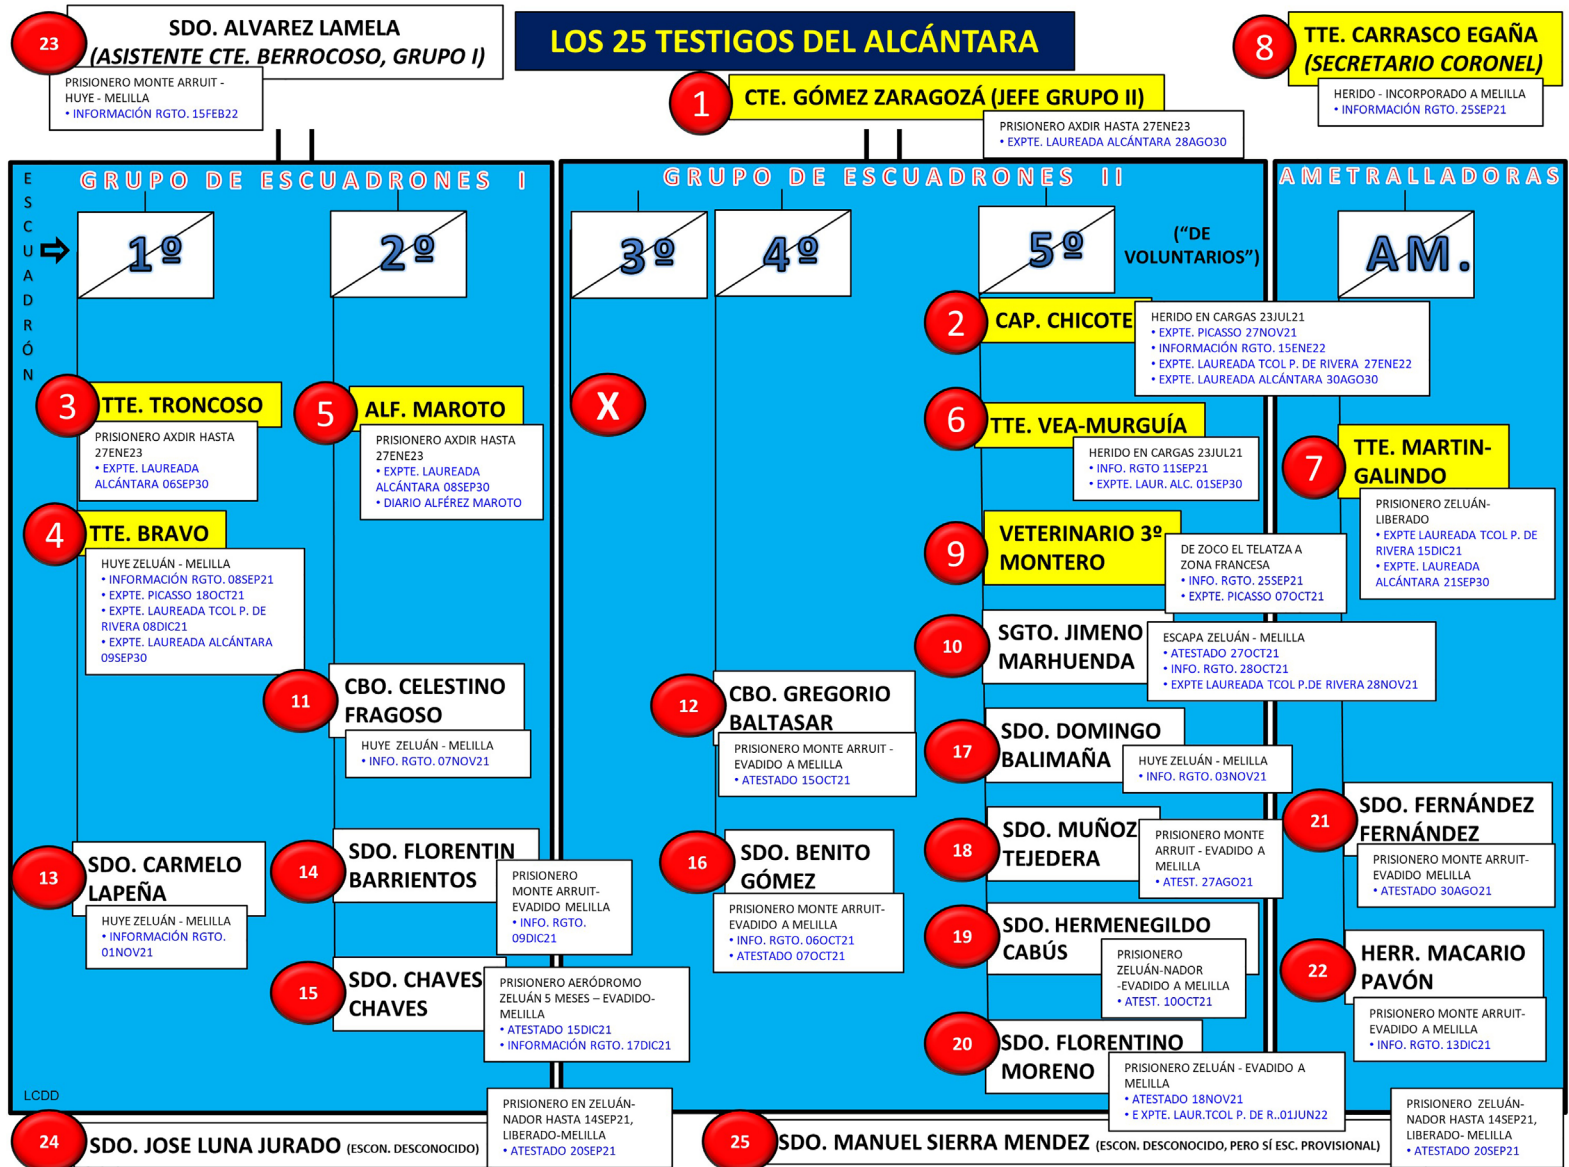 23
SDO. ALVAREZ LAMELA
(ASISTENTE CTE. BERROCOSO, GRUPO I)
PRISIONERO MONTE ARRUIT -
HUYE - MELILLA
• INFORMACIÓN RGTO. 15FEB22
LOS 25 TESTIGOS DEL ALCÁNTARA
1
CTE. GÓMEZ ZARAGOZÁ (JEFE GRUPO II)
PRISIONERO AXDIR HASTA 27ENE23
• EXPTE. LAUREADA ALCÁNTARA 28AGO30
8
TTE. CARRASCO EGAÑA
(SECRETARIO CORONEL)
HERIDO - INCORPORADO A MELILLA
• INFORMACIÓN RGTO. 25SEP21
ESCUADRÓN
GRUPO DE ESCUADRONES I
1º
2º
3
TTE. TRONCOSO
PRISIONERO AXDIR HASTA
27ENE23
• EXPTE. LAUREADA
ALCÁNTARA 06SEP30
4
TTE. BRAVO
HUYE ZELUÁN - MELILLA
• INFORMACIÓN RGTO. 08SEP21
• EXPTE. PICASSO 18OCT21
• EXPTE. LAUREADA TCOL P. DE
RIVERA 08DIC21
• EXPTE. LAUREADA ALCÁNTARA
09SEP30
13
SDO. CARMELO
LAPEÑA
HUYE ZELUÁN - MELILLA
• INFORMACIÓN RGTO.
01NOV21
5
ALF. MAROTO
PRISIONERO AXDIR HASTA
27ENE23
• EXPTE. LAUREADA
ALCÁNTARA 08SEP30
• DIARIO ALFÉREZ MAROTO
11
CBO. CELESTINO
FRAGOSO
HUYE ZELUÁN - MELILLA
• INFO. RGTO. 07NOV21
14
SDO. FLORENTIN
BARRIENTOS
PRISIONERO
MONTE ARRUIT-
EVADIDO MELILLA
• INFO. RGTO.
09DIC21
15
SDO. CHAVES
CHAVES
PRISIONERO AERÓDROMO
ZELUÁN 5 MESES – EVADIDO-
MELILLA
• ATESTADO 15DIC21
• INFORMACIÓN RGTO. 17DIC21
GRUPO DE ESCUADRONES II
3º
4º
5º
("DE
VOLUNTARIOS")
X
12
CBO. GREGORIO
BALTASAR
PRISIONERO MONTE ARRUIT -
EVADIDO A MELILLA
• ATESTADO 15OCT21
16
SDO. BENITO
GÓMEZ
PRISIONERO MONTE ARRUIT-
EVADIDO A MELILLA
• INFO. RGTO. 06OCT21
• ATESTADO 07OCT21
2
CAP. CHICOTE
HERIDO EN CARGAS 23JUL21
• EXPTE. PICASSO 27NOV21
• INFORMACIÓN RGTO. 15ENE22
• EXPTE. LAUREADA TCOL P. DE RIVERA 27ENE22
• EXPTE. LAUREADA ALCÁNTARA 30AGO30
6
TTE. VEA-MURGUÍA
HERIDO EN CARGAS 23JUL21
• INFO. RGTO 11SEP21
• EXPTE. LAUR. ALC. 01SEP30
9
VETERINARIO 3º
MONTERO
DE ZOCO EL TELATZA A
ZONA FRANCESA
• INFO. RGTO. 25SEP21
• EXPTE. PICASSO 07OCT21
10
SGTO. JIMENO
MARHUENDA
ESCAPA ZELUÁN - MELILLA
• ATESTADO 27OCT21
• INFO. RGTO. 28OCT21
• EXPTE LAUREADA TCOL P.DE RIVERA 28NOV21
17
SDO. DOMINGO
BALIMAÑA
HUYE ZELUÁN - MELILLA
• INFO. RGTO. 03NOV21
18
SDO. MUÑOZ
TEJEDERA
PRISIONERO MONTE
ARRUIT - EVADIDO A
MELILLA
• ATEST. 27AGO21
19
SDO. HERMENEGILDO
CABÚS
PRISIONERO
ZELUÁN-NADOR
-EVADIDO A MELILLA
• ATEST. 10OCT21
20
SDO. FLORENTINO
MORENO
PRISIONERO ZELUÁN - EVADIDO A
MELILLA
• ATESTADO 18NOV21
• E XPTE. LAUR.TCOL P. DE R..01JUN22
AMETRALLADORAS
AM.
7
TTE. MARTIN-
GALINDO
PRISIONERO ZELUÁN-
LIBERADO
• EXPTE LAUREADA TCOL P. DE
RIVERA 15DIC21
• EXPTE. LAUREADA
ALCÁNTARA 21SEP30
21
SDO. FERNÁNDEZ
FERNÁNDEZ
PRISIONERO MONTE ARRUIT-
EVADIDO MELILLA
• ATESTADO 30AGO21
22
HERR. MACARIO
PAVÓN
PRISIONERO MONTE ARRUIT-
EVADIDO A MELILLA
• INFO. RGTO. 13DIC21
LCDD
24
SDO. JOSE LUNA JURADO (ESCON. DESCONOCIDO)
PRISIONERO EN ZELUÁN-
NADOR HASTA 14SEP21,
LIBERADO-MELILLA
• ATESTADO 20SEP21
25
SDO. MANUEL SIERRA MENDEZ (ESCON. DESCONOCIDO, PERO SÍ ESC. PROVISIONAL)
PRISIONERO ZELUÁN-
NADOR HASTA 14SEP21,
LIBERADO- MELILLA
• ATESTADO 20SEP21